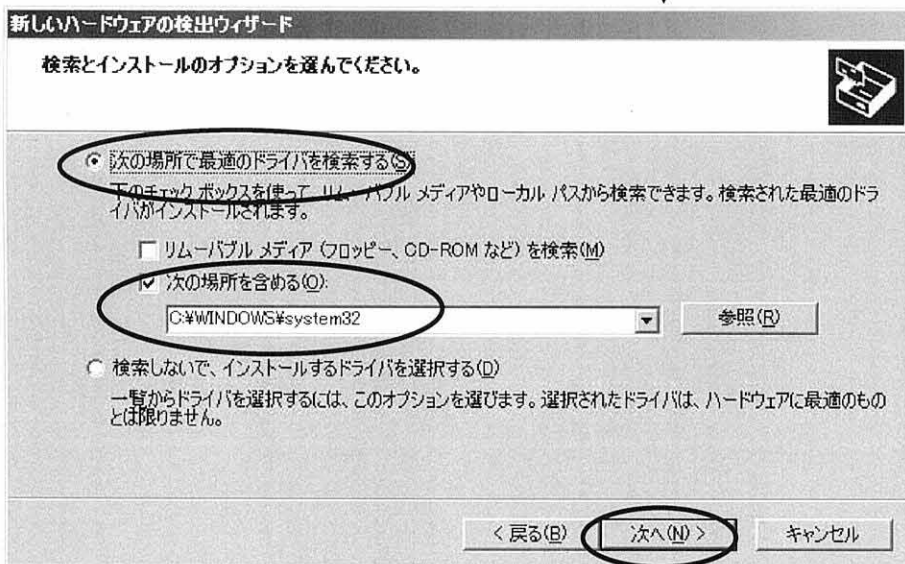 新しいハードウェアの検出ウィザード
検索とインストールのオプションを選んでください。
次の場所で最適のドライバを検索する(S)
下のチェック ボックスを使って、リムーバブル メディアやローカル パスから検索できます。検索された最適のドラ
イバがインストールされます。
リムーバブル メディア (フロッピー、CD-ROM など) を検索(M)
次の場所を含める(O):
C:¥WINDOWS¥system32
参照(R)
検索しないで、インストールするドライバを選択する(D)
一覧からドライバを選択するには、このオプションを選びます。選択されたドライバは、ハードウェアに最適のもの
とは限りません。
< 戻る(B)
次へ(N) >
キャンセル